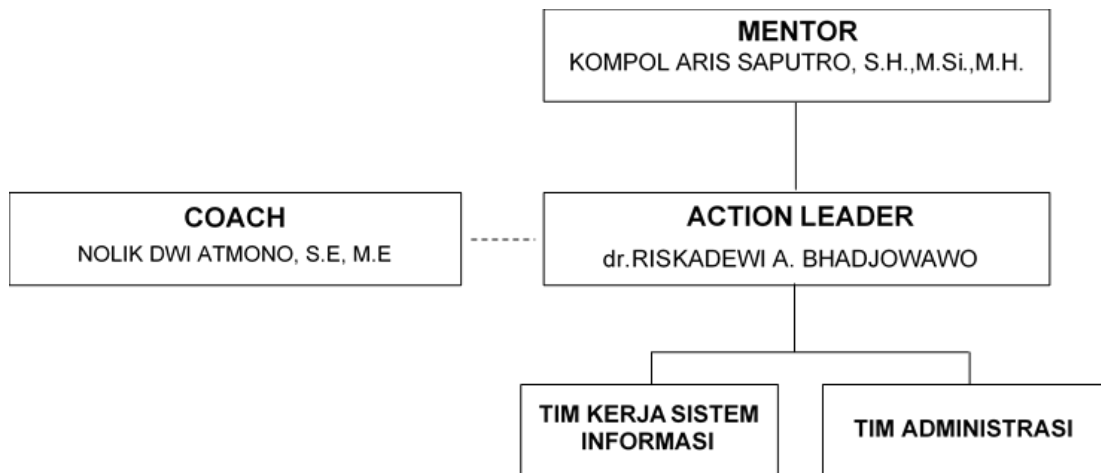 MENTOR
KOMPOL ARIS SAPUTRO, S.H.,M.Si.,M.H.
COACH
NOLIK DWI ATMONO, S.E, M.E
ACTION LEADER
dr.RISKADEWI A. BHADJOWAWO
TIM KERJA SISTEM
INFORMASI
TIM ADMINISTRASI